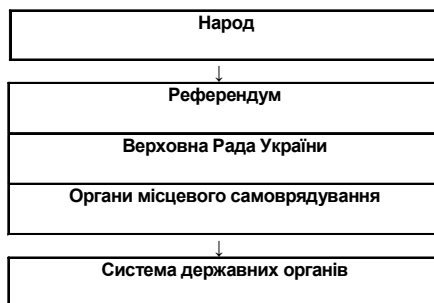 Народ
↓
Референдум
Верховна Рада України
Органи місцевого самоврядування
↓
Система державних органів